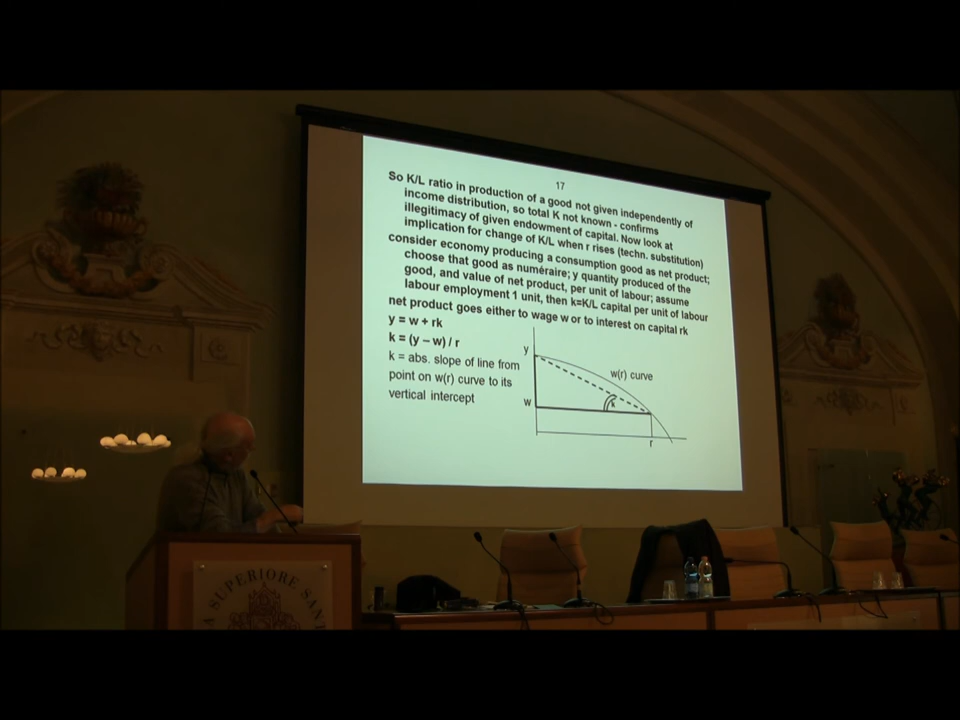 17
So K/L ratio in production of a good not given independently of
income distribution, so total K not known - confirms
illegitimacy of given endowment of capital. Now look at
implication for change of K/L when r rises (techn. substitution)
consider economy producing a consumption good as net product;
choose that good as numéraire; y quantity produced of the
good, and value of net product, per unit of labour; assume
labour employment 1 unit, then k=K/L capital per unit of labour
net product goes either to wage w or to interest on capital rk
y = w + rk
k = (y – w) / r
k = abs. slope of line from
point on w(r) curve to its
vertical intercept
y
w(r) curve
w
k
r
A SUPERIORE SANT